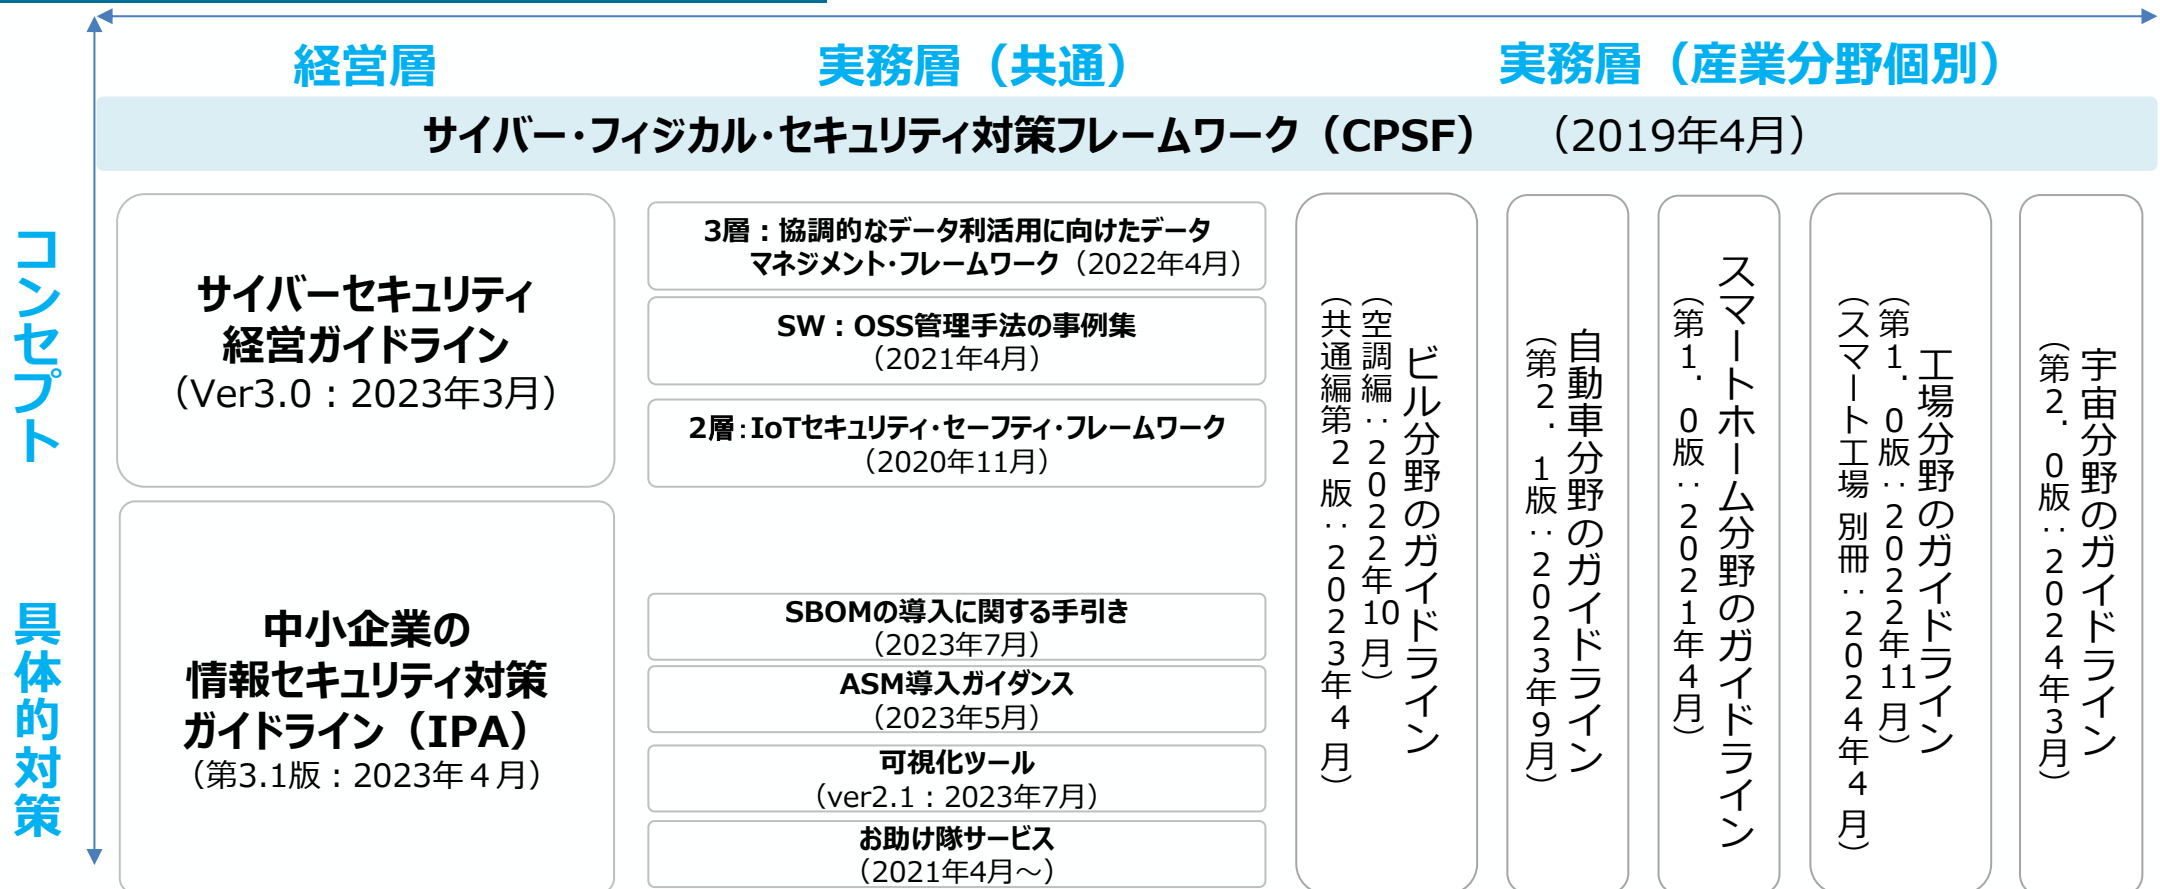 経営層
実務層（共通）
実務層（産業分野個別）
サイバー・フィジカル・セキュリティ対策フレームワーク（CPSF） （2019年4月）
コンセプト
具体的対策
サイバーセキュリティ
経営ガイドライン
（Ver3.0：2023年3月）
中小企業の
情報セキュリティ対策
ガイドライン（IPA）
（第3.1版：2023年４月）
3層：協調的なデータ利活用に向けたデータ
マネジメント・フレームワーク（2022年4月）
SW：OSS管理手法の事例集
（2021年4月）
2層：IoTセキュリティ・セーフティ・フレームワーク
（2020年11月）
SBOMの導入に関する手引き
（2023年7月）
ASM導入ガイダンス
（2023年5月）
可視化ツール
（ver2.1：2023年7月）
お助け隊サービス
（2021年4月～）
ビル分野のガイドライン
（空調編：２０２２年10月）
（共通編第２版：２０２３年４月）
自動車分野のガイドライン
（第２．１版：２０２３年９月）
スマートホーム分野のガイドライン
（第１．０版：２０２１年４月）
工場分野のガイドライン
（第１．０版：２０２２年11月）
（スマート工場 別冊：２０２４年４月）
宇宙分野のガイドライン
（第２．０版：２０２４年３月）